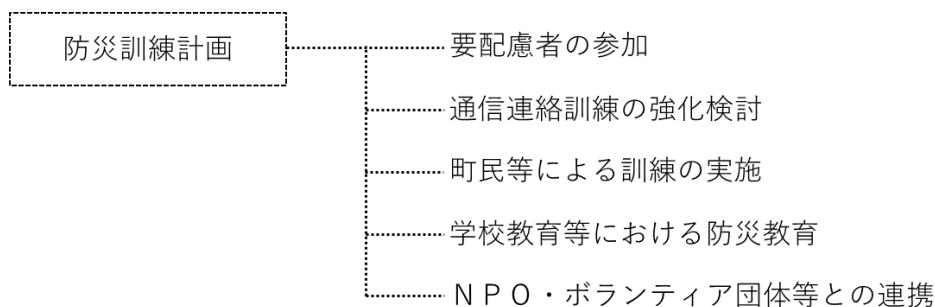 防災訓練計画
要配慮者の参加
通信連絡訓練の強化検討
町民等による訓練の実施
学校教育等における防災教育
ＮＰＯ・ボランティア団体等との連携